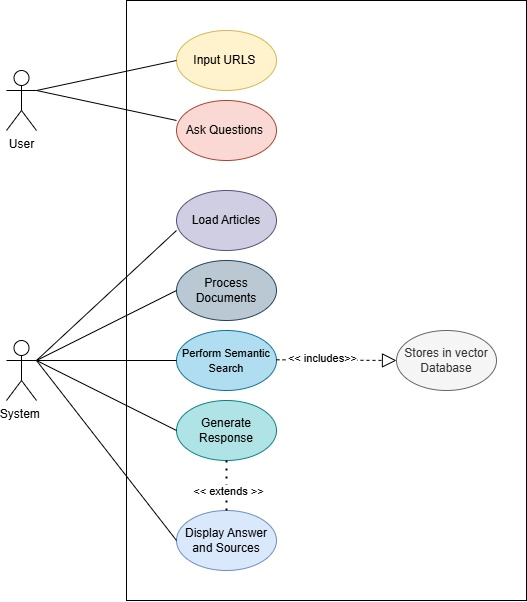 Input URLS
Ask Questions
User
Load Articles
Process
Documents
Perform Semantic
Search
<< includes>>
Stores in vector
Database
System
Generate
Response
<< extends >>
Display Answer
and Sources